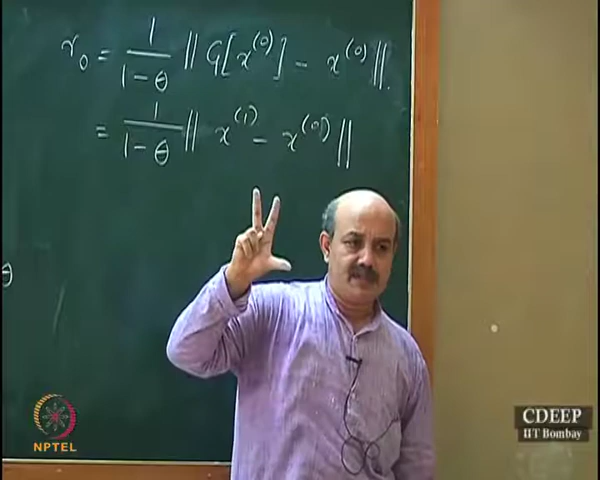 r₀ = 1/(1-θ) || G[x^(0)] - x^(0) ||.
= 1/(1-θ) || x^(1) - x^(0) ||
θ
NPTEL
CDEEP
IIT Bombay